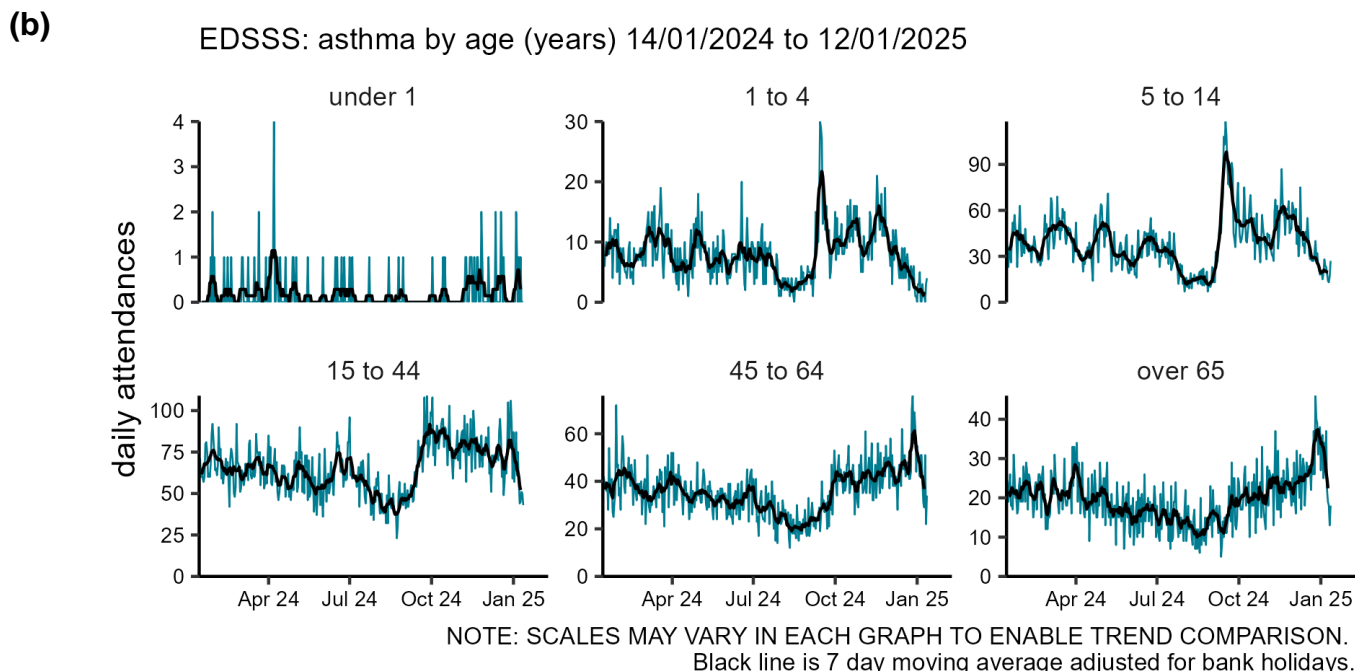 (b)
EDSSS: asthma by age (years) 14/01/2024 to 12/01/2025
daily attendances
under 1
4
3
2
1
0
1 to 4
30
20
10
0
5 to 14
90
60
30
0
15 to 44
100
75
50
25
0
Apr 24 Jul 24 Oct 24 Jan 25
45 to 64
60
40
20
0
Apr 24 Jul 24 Oct 24 Jan 25
over 65
40
30
20
10
0
Apr 24 Jul 24 Oct 24 Jan 25
NOTE: SCALES MAY VARY IN EACH GRAPH TO ENABLE TREND COMPARISON.
Black line is 7 day moving average adjusted for bank holidays.